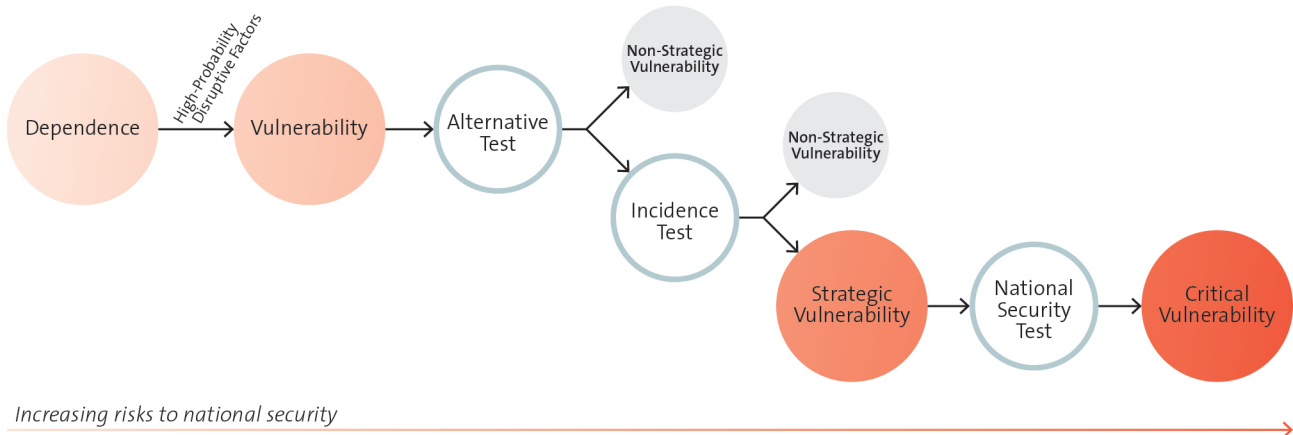 Dependence
High-Probability
Disruptive Factors
Vulnerability
Alternative
Test
Non-Strategic
Vulnerability
Incidence
Test
Non-Strategic
Vulnerability
Strategic
Vulnerability
National
Security
Test
Critical
Vulnerability
Increasing risks to national security